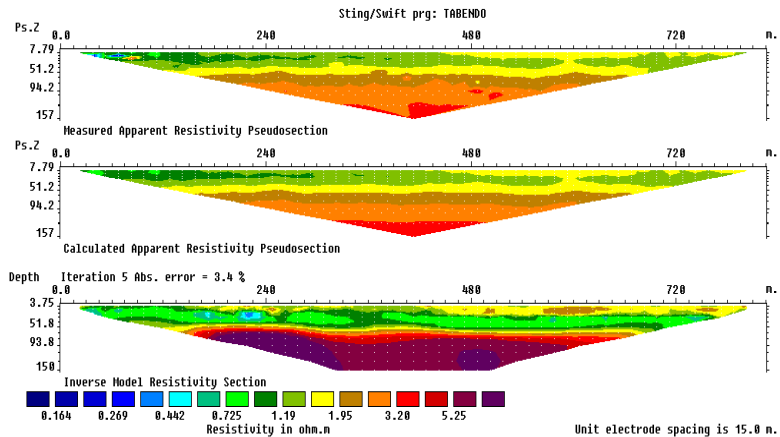 Sting/Swift prg: TABENDO
Ps.Z 0.0 240 480 720 m.
7.79
51.2
94.2
157
Measured Apparent Resistivity Pseudosection
Ps.Z 0.0 240 480 720 m.
7.79
51.2
94.2
157
Calculated Apparent Resistivity Pseudosection
Depth Iteration 5 Abs. error = 3.4 %
3.75 0.0 240 480 720 m.
51.8
93.8
150
Inverse Model Resistivity Section
0.164 0.269 0.442 0.725 1.19 1.95 3.20 5.25
Resistivity in ohm.m Unit electrode spacing is 15.0 m.